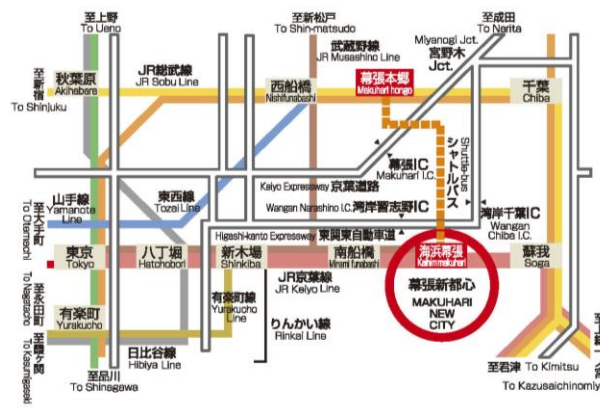 至上野
To Ueno
至新松戸
To Shin-matsudo
至成田
To Narita
武蔵野線
JR Musashino Line
Miyanogi Jct.
宮野木
Jct.
JR総武線
JR Sobu Line
至新宿
To Shinjuku
秋葉原
Akihabara
西船橋
Nishifunabashi
幕張本郷
Makuhari hongo
千葉
Chiba
シャトルバス
Shuttle-bus
幕張IC
Makuhari I.C.
Keiyo Expressway 京葉道路
山手線
Yamanote
Line
東西線
Tozai Line
Wangan Narashino I.C. 湾岸習志野IC
湾岸千葉IC
Wangan
Chiba I.C.
至大手町
To Otemachi
Higashi-kanto Expressway 東関東自動車道
東京
Tokyo
八丁堀
Hatchobori
新木場
Shinkiba
南船橋
Minami funabashi
海浜幕張
Kaihimmakuhari
蘇我
Soga
JR京葉線
JR Keiyo Line
幕張新都心
MAKUHARI
NEW
CITY
至永田町
To Nagatacho
有楽町
Yurakucho
有楽町線
Yurakucho
Line
りんかい線
Rinkai Line
至霞ヶ関
To Kasumigaseki
日比谷線
Hibiya Line
至品川
To Shinagawa
至君津 To Kimitsu
To Kazusaichinomiy